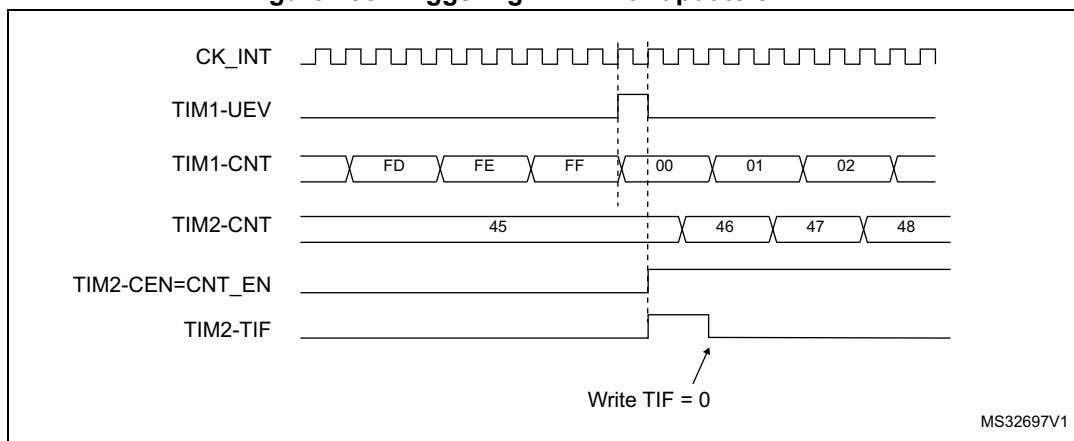 CK_INT
TIM1-UEV
TIM1-CNT FD FE FF 00 01 02
TIM2-CNT 45 46 47 48
TIM2-CEN=CNT_EN
TIM2-TIF
Write TIF = 0
MS32697V1